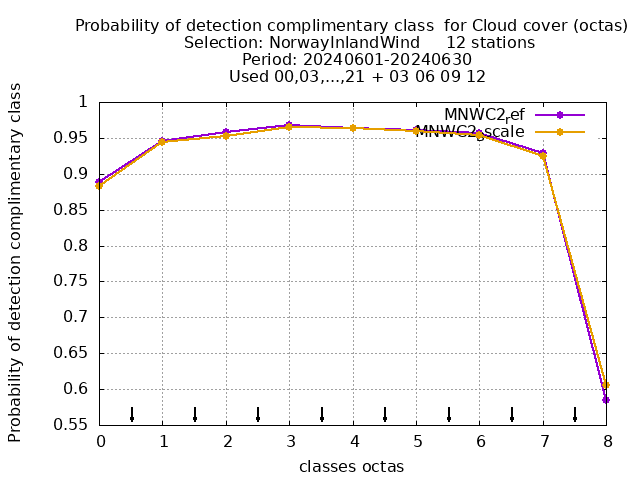 Probability of detection complimentary class  for Cloud cover (octas)
Selection: NorwayInlandWind     12 stations
Period: 20240601-20240630
Used 00,03,...,21 + 03 06 09 12
Probability of detection complimentary class
MNWC2ref
MNWC2sscale
1
0.95
0.9
0.85
0.8
0.75
0.7
0.65
0.6
0.55
0 1 2 3 4 5 6 7 8
classes octas